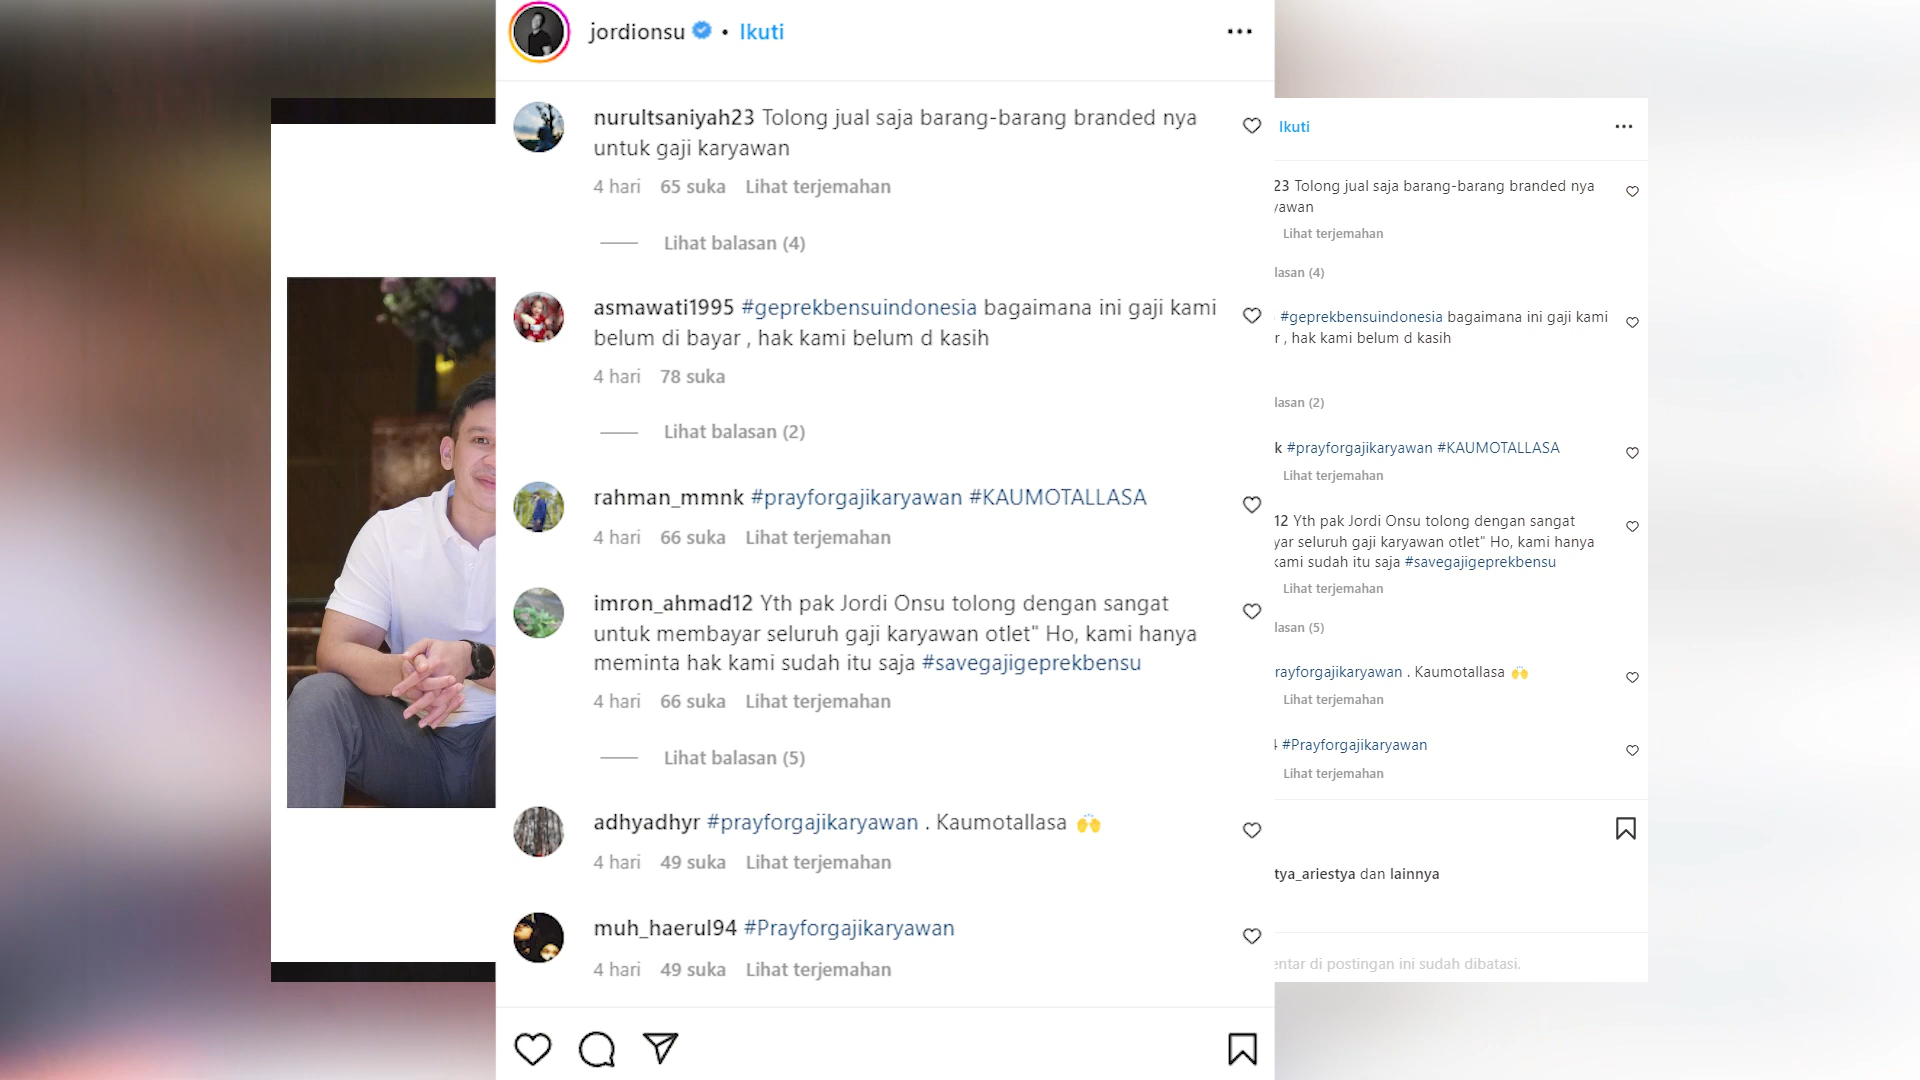 jordionsu • Ikuti
nurultsaniyah23 Tolong jual saja barang-barang branded nya
untuk gaji karyawan
4 hari 65 suka Lihat terjemahan
Lihat balasan (4)
asmawati1995 #geprekbensuindonesia bagaimana ini gaji kami
belum di bayar , hak kami belum d kasih
4 hari 78 suka
Lihat balasan (2)
rahman_mmnk #prayforgajikaryawan #KAUMOTALLASA
4 hari 66 suka Lihat terjemahan
imron_ahmad12 Yth pak Jordi Onsu tolong dengan sangat
untuk membayar seluruh gaji karyawan otlet" Ho, kami hanya
meminta hak kami sudah itu saja #savegajigeprekbensu
4 hari 66 suka Lihat terjemahan
Lihat balasan (5)
adhyadhyr #prayforgajikaryawan . Kaumotallasa 🙌
4 hari 49 suka Lihat terjemahan
muh_haerul94 #Prayforgajikaryawan
4 hari 49 suka Lihat terjemahan
Ikuti
23 Tolong jual saja barang-barang branded nya
yawan
Lihat terjemahan
lasan (4)
#geprekbensuindonesia bagaimana ini gaji kami
r , hak kami belum d kasih
lasan (2)
k #prayforgajikaryawan #KAUMOTALLASA
Lihat terjemahan
12 Yth pak Jordi Onsu tolong dengan sangat
yar seluruh gaji karyawan otlet" Ho, kami hanya
kami sudah itu saja #savegajigeprekbensu
Lihat terjemahan
lasan (5)
rayforgajikaryawan . Kaumotallasa 🙌
Lihat terjemahan
4 #Prayforgajikaryawan
Lihat terjemahan
tya_ariestya dan lainnya
entar di postingan ini sudah dibatasi.